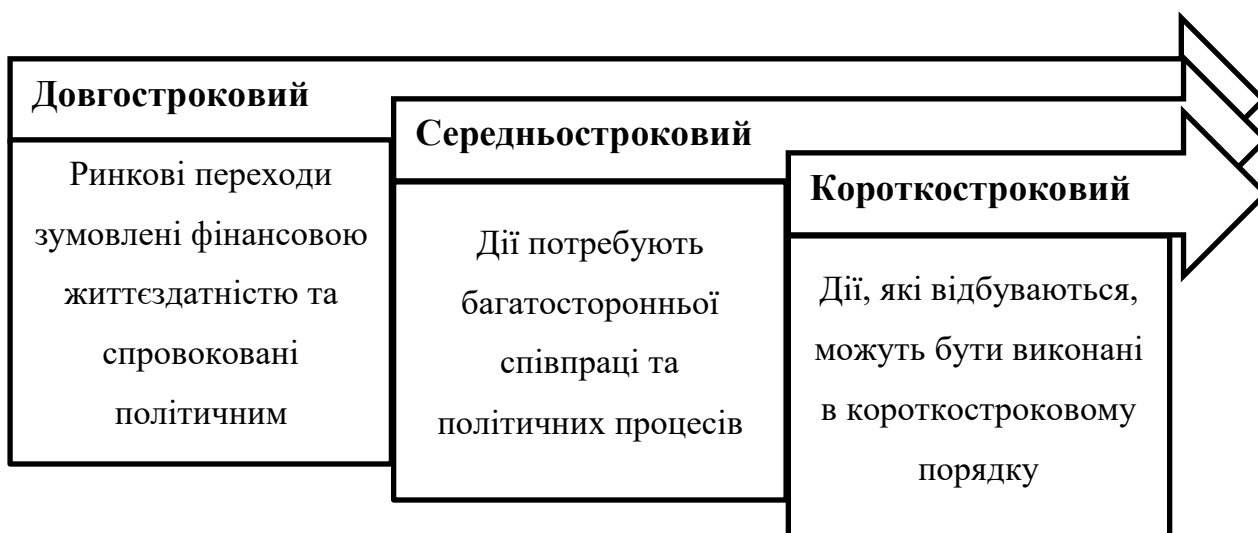 Довгостроковий
Ринкові переходи
зумовлені фінансовою
життєздатністю та
спровоковані
політичним
Середньостроковий
Дії потребують
багатосторонньої
співпраці та
політичних процесів
Короткостроковий
Дії, які відбуваються,
можуть бути виконані
в короткостроковому
порядку